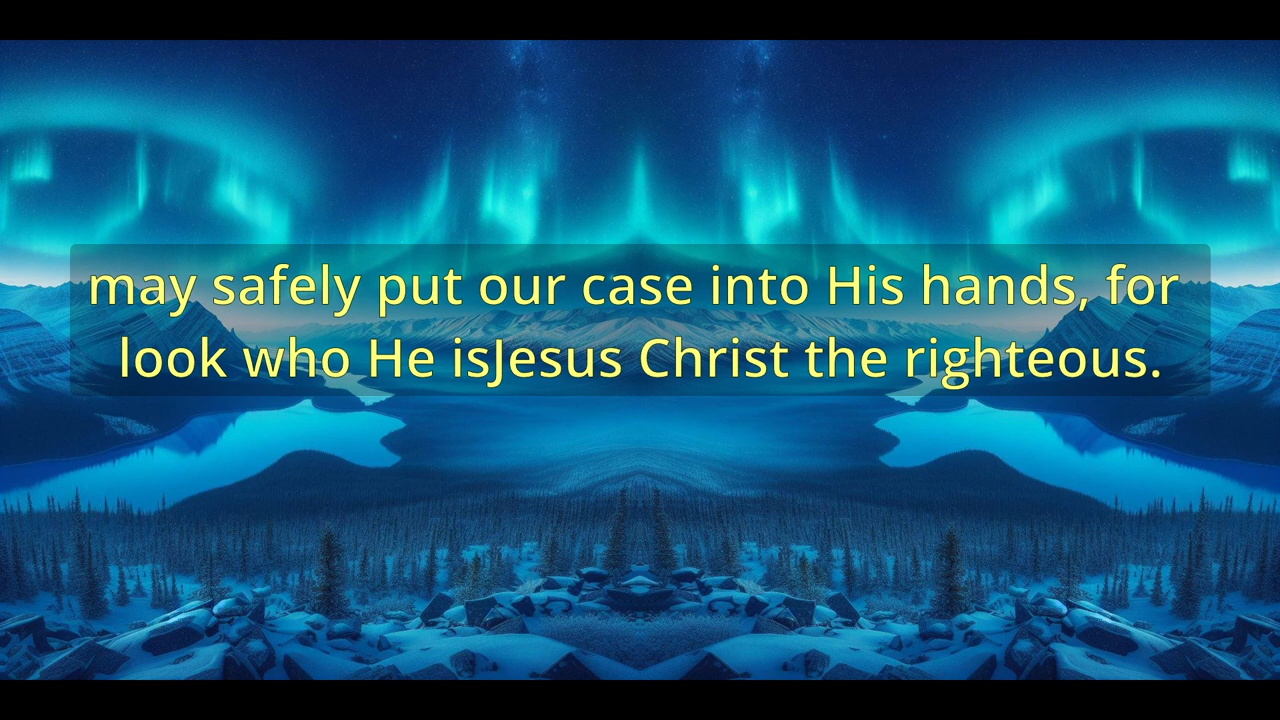 may safely put our case into His hands, for
look who He isJesus Christ the righteous.